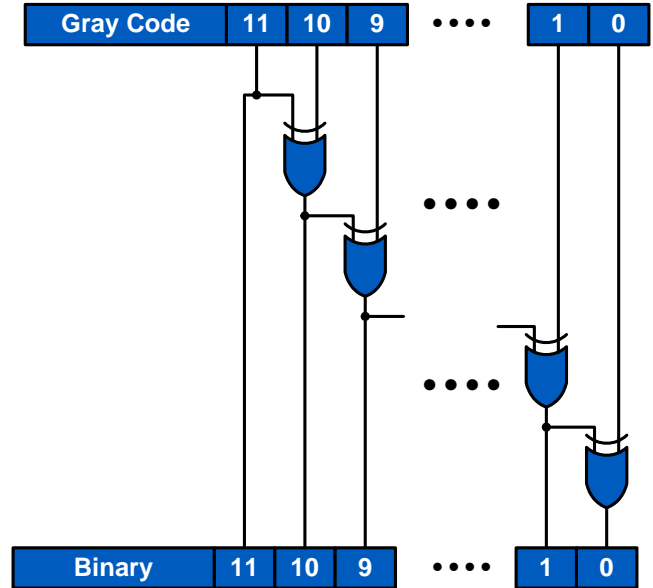 Gray Code 11 10 9 •••• 1 0
••••
••••
Binary 11 10 9 •••• 1 0